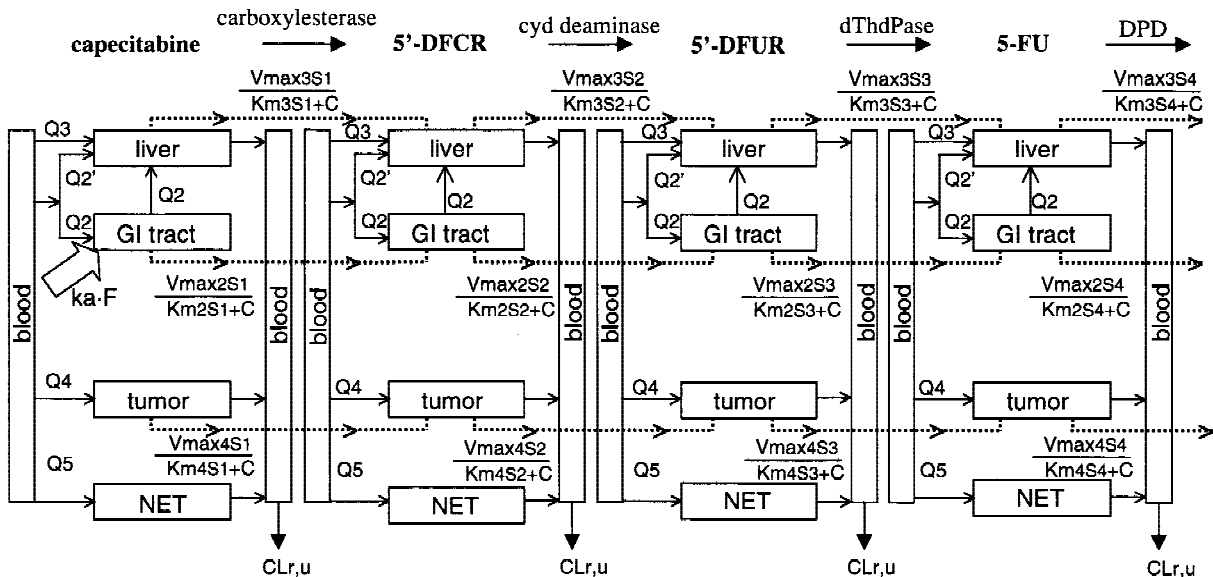 capecitabine
carboxylesterase
5'-DFCR
cyd deaminase
5'-DFUR
dThdPase
5-FU
DPD
Vmax3S1
Km3S1+C
Vmax3S2
Km3S2+C
Vmax3S3
Km3S3+C
Vmax3S4
Km3S4+C
Q3
liver
Q3
liver
Q3
liver
Q3
liver
Q2'
Q2
Q2'
Q2
Q2'
Q2
Q2'
Q2
Q2
GI tract
Q2
GI tract
Q2
GI tract
Q2
GI tract
ka·F
Vmax2S1
Km2S1+C
Vmax2S2
Km2S2+C
Vmax2S3
Km2S3+C
Vmax2S4
Km2S4+C
blood
blood
blood
blood
blood
blood
blood
blood
Q4
tumor
Q4
tumor
Q4
tumor
Q4
tumor
Vmax4S1
Km4S1+C
Vmax4S2
Km4S2+C
Vmax4S3
Km4S3+C
Vmax4S4
Km4S4+C
Q5
NET
Q5
NET
Q5
NET
Q5
NET
CLr,u
CLr,u
CLr,u
CLr,u